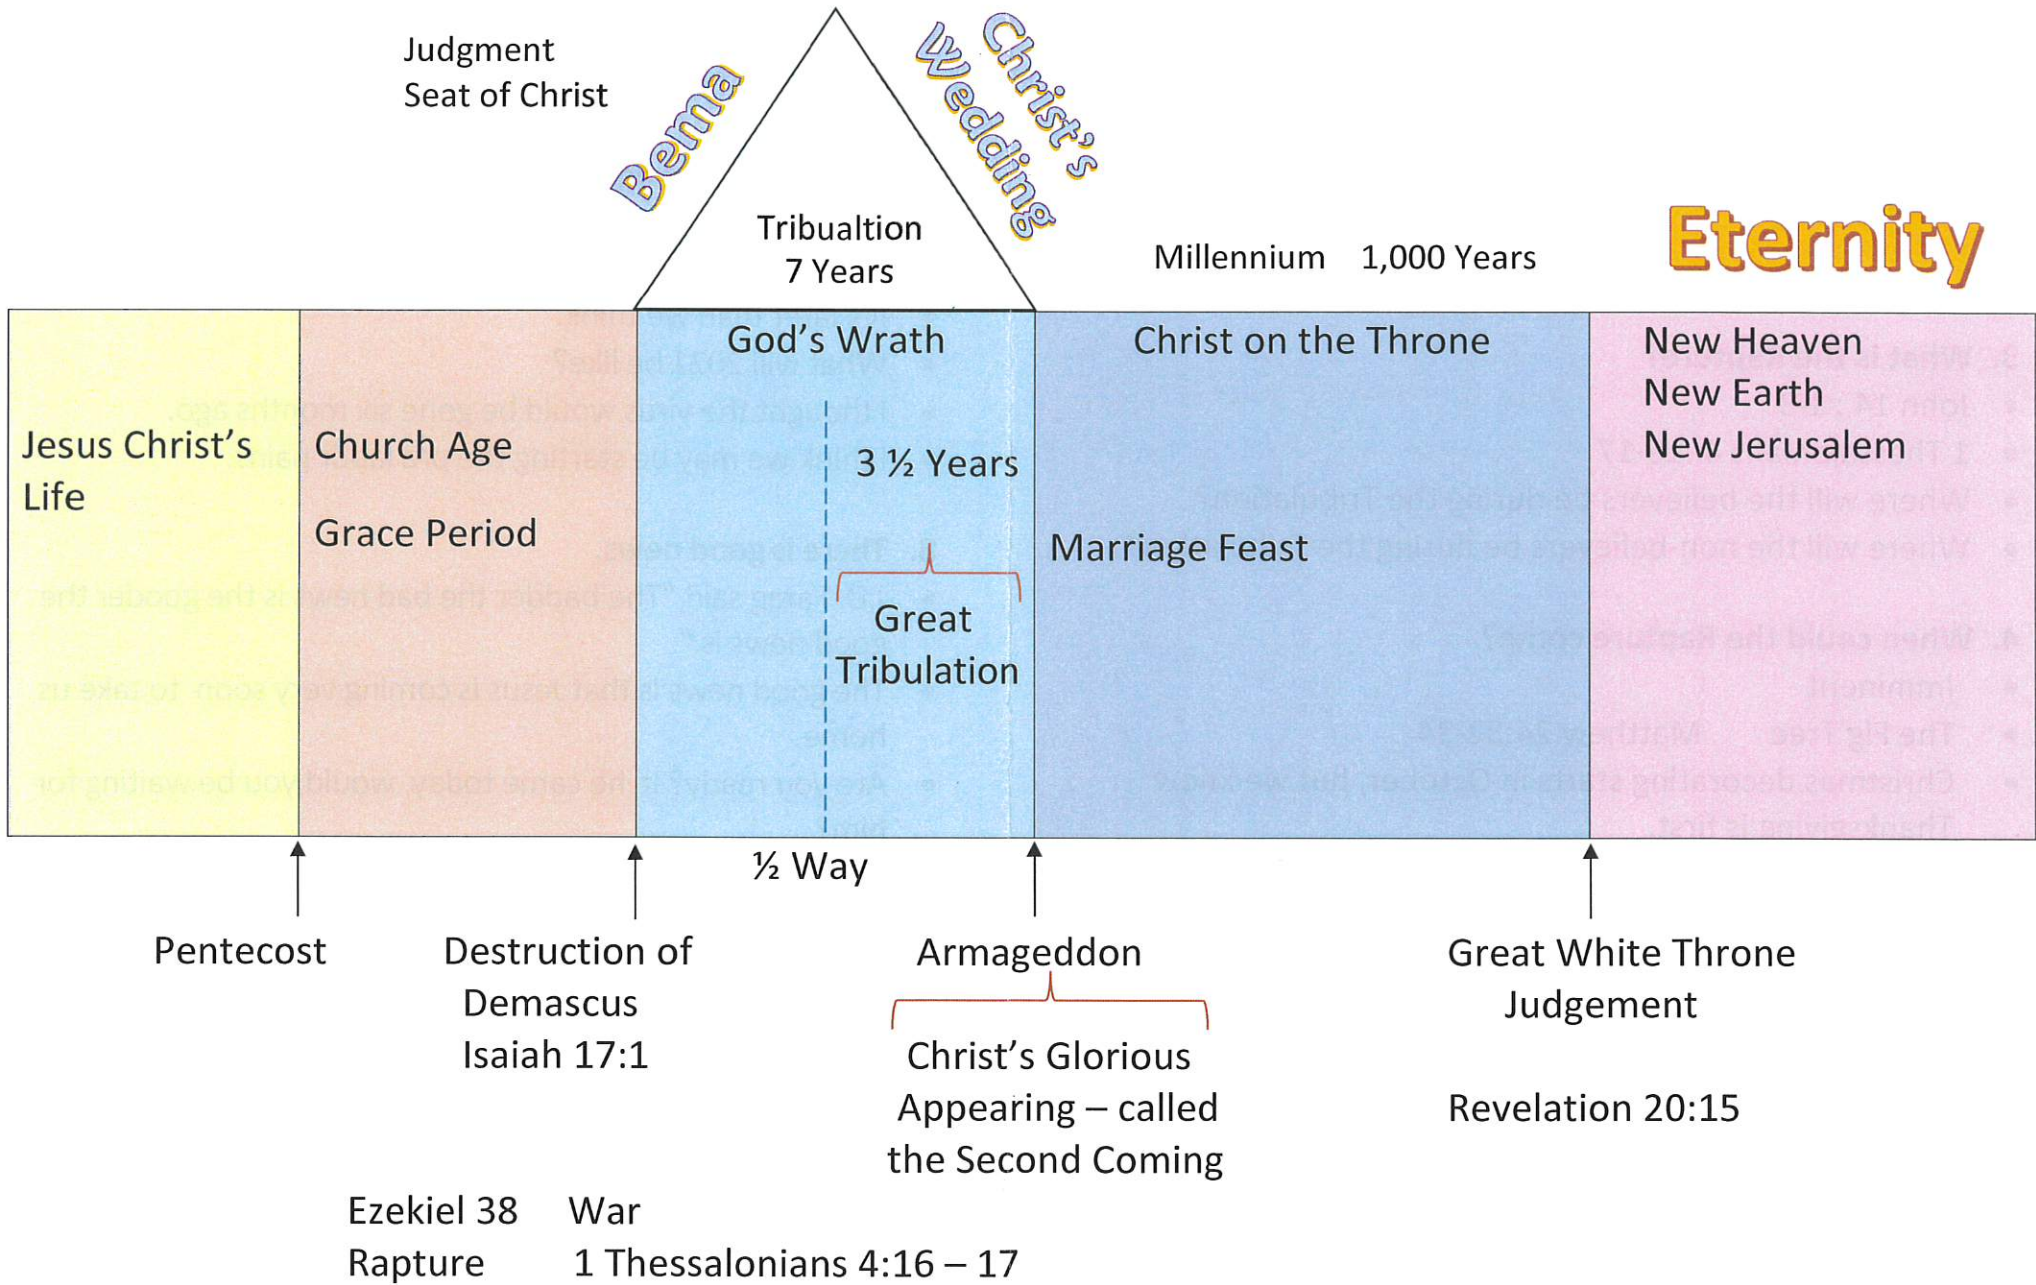 Judgment
Seat of Christ
Bema
Christ's
Wedding
Tribualtion
7 Years
Millennium 1,000 Years
Eternity
Jesus Christ's
Life
Church Age
Grace Period
God's Wrath
3 ½ Years
Great
Tribulation
Christ on the Throne
Marriage Feast
New Heaven
New Earth
New Jerusalem
½ Way
Pentecost
Destruction of
Demascus
Isaiah 17:1
Armageddon
Christ's Glorious
Appearing – called
the Second Coming
Great White Throne
Judgement
Revelation 20:15
Ezekiel 38 War
Rapture 1 Thessalonians 4:16 – 17